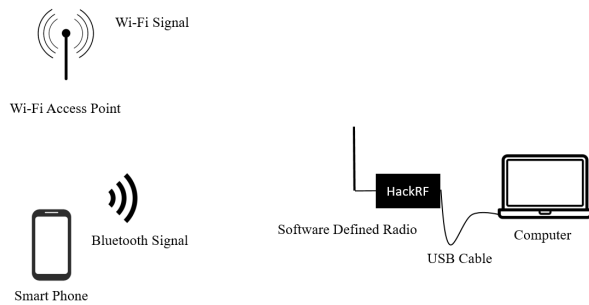 Wi-Fi Signal
Wi-Fi Access Point
HackRF
Software Defined Radio
Computer
Bluetooth Signal
USB Cable
Smart Phone